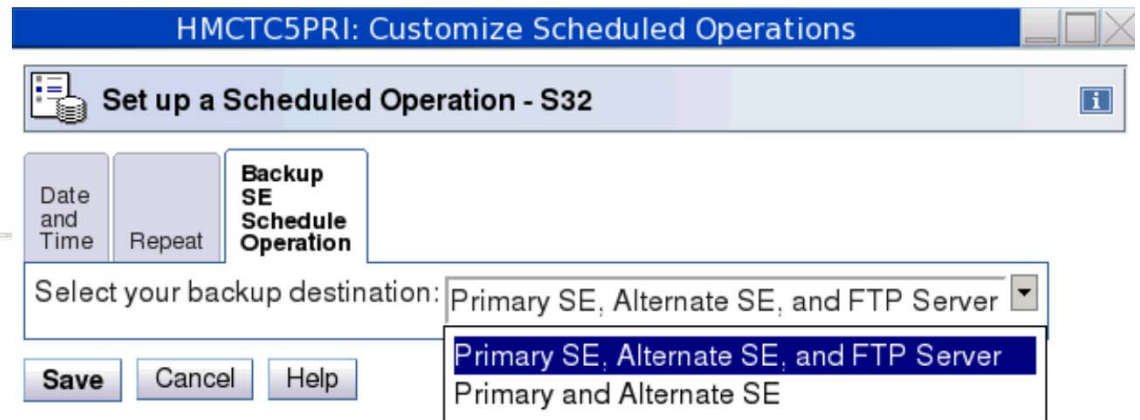 HMCTC5PRI: Customize Scheduled Operations
Set up a Scheduled Operation - S32
i
Date
and
Time
Repeat
Backup
SE
Schedule
Operation
Select your backup destination: Primary SE, Alternate SE, and FTP Server
Primary SE, Alternate SE, and FTP Server
Primary and Alternate SE
Save Cancel Help